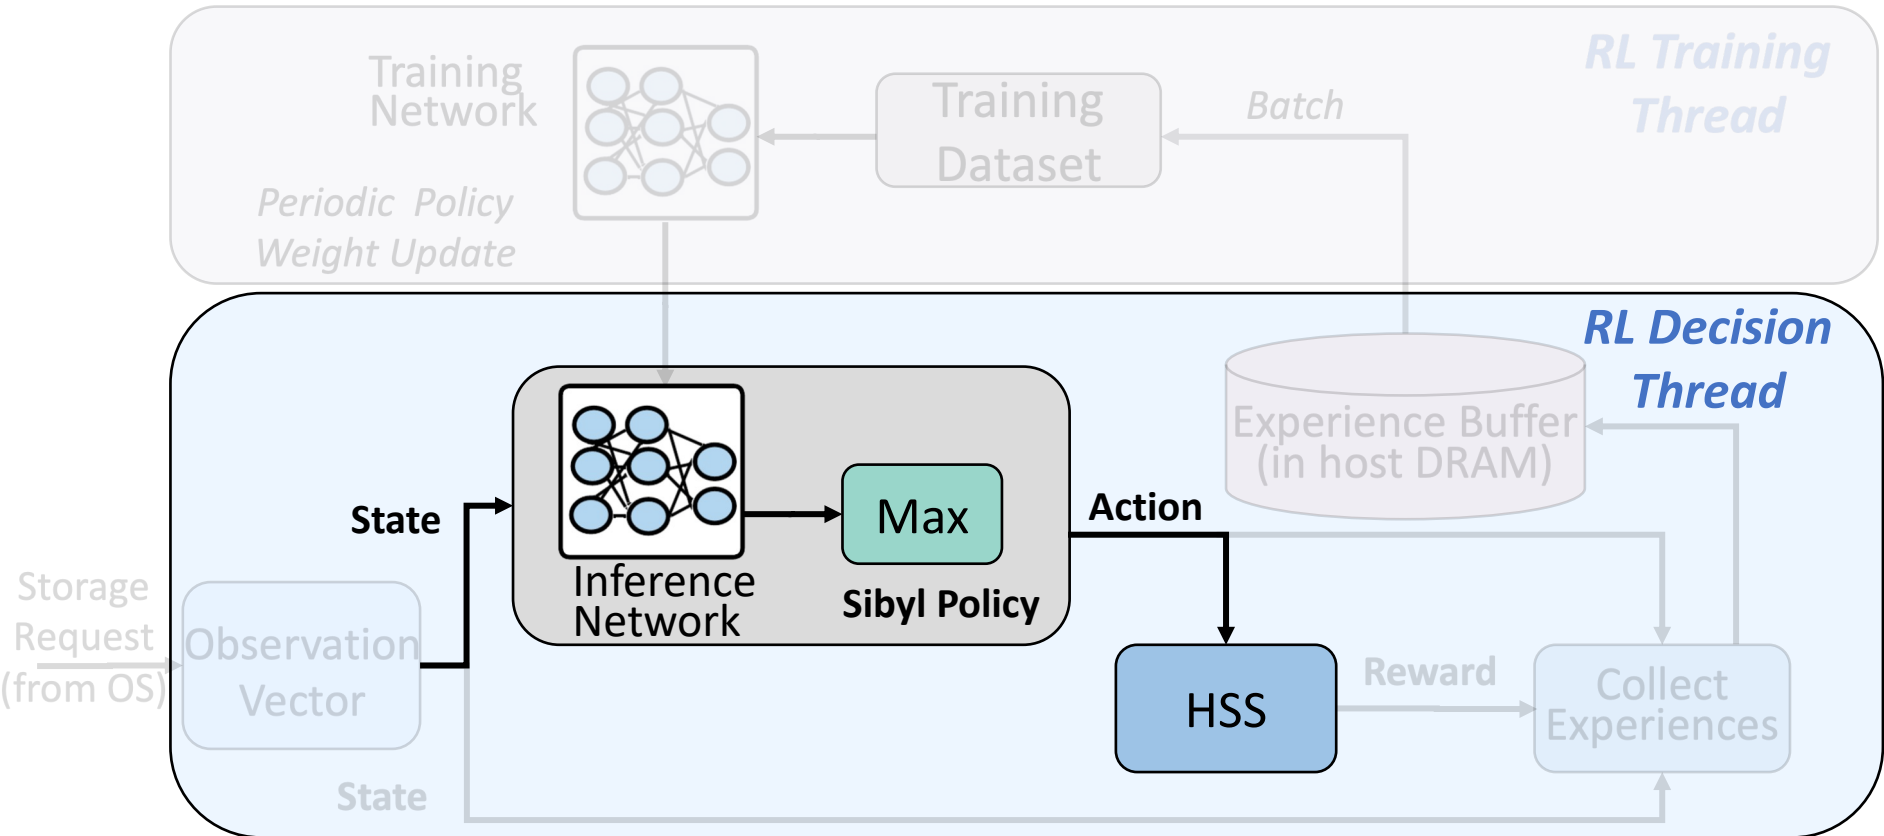 RL Training
Thread
Training
Network
Training
Dataset
Batch
Periodic Policy
Weight Update
RL Decision
Thread
Experience Buffer
(in host DRAM)
State
Max
Action
Inference
Network
Sibyl Policy
Storage
Request
(from OS)
Observation
Vector
HSS
Reward
Collect
Experiences
State